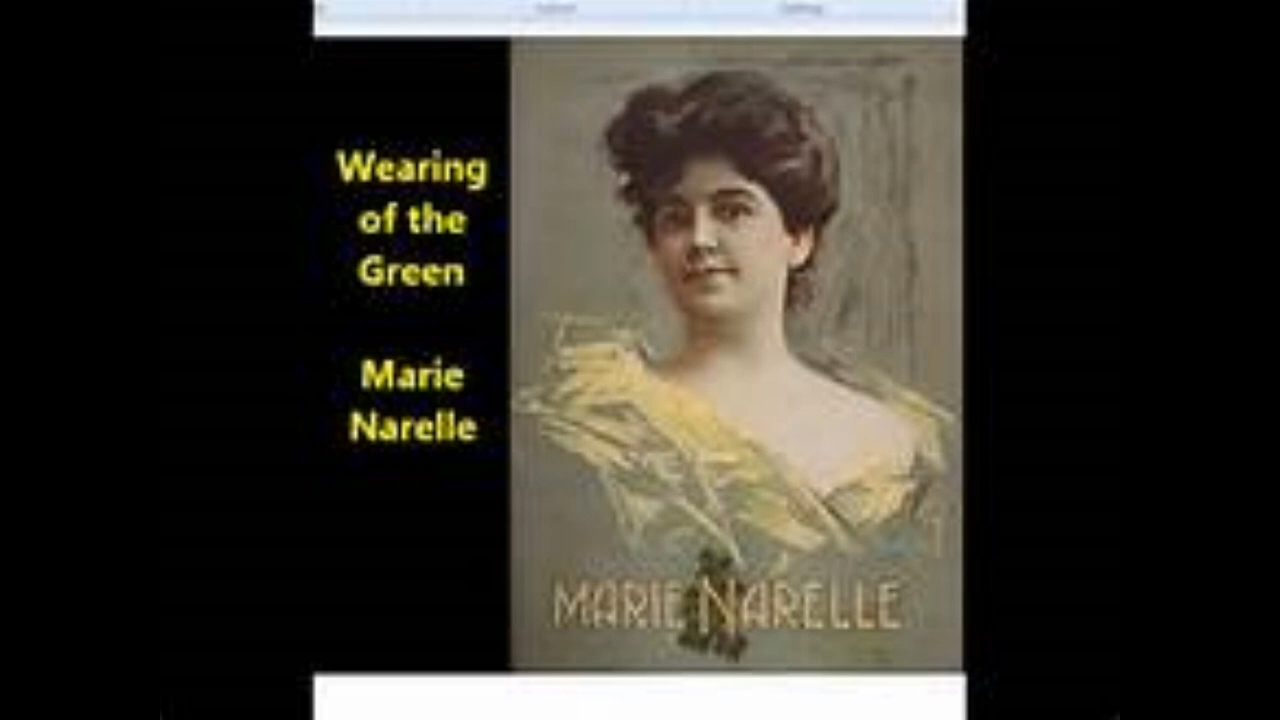 Wearing
of the
Green
Marie
Narelle
MARIE NARELLE